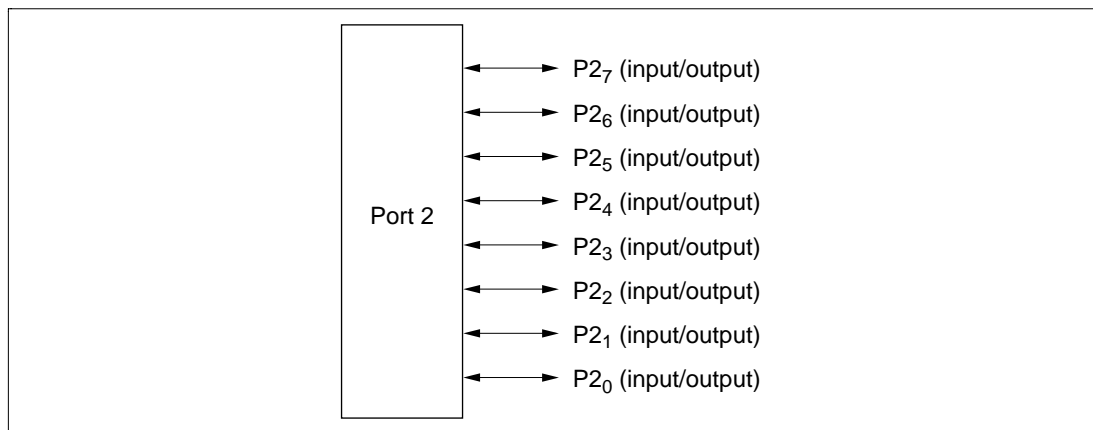 P2₇ (input/output)
P2₆ (input/output)
P2₅ (input/output)
P2₄ (input/output)
Port 2
P2₃ (input/output)
P2₂ (input/output)
P2₁ (input/output)
P2₀ (input/output)